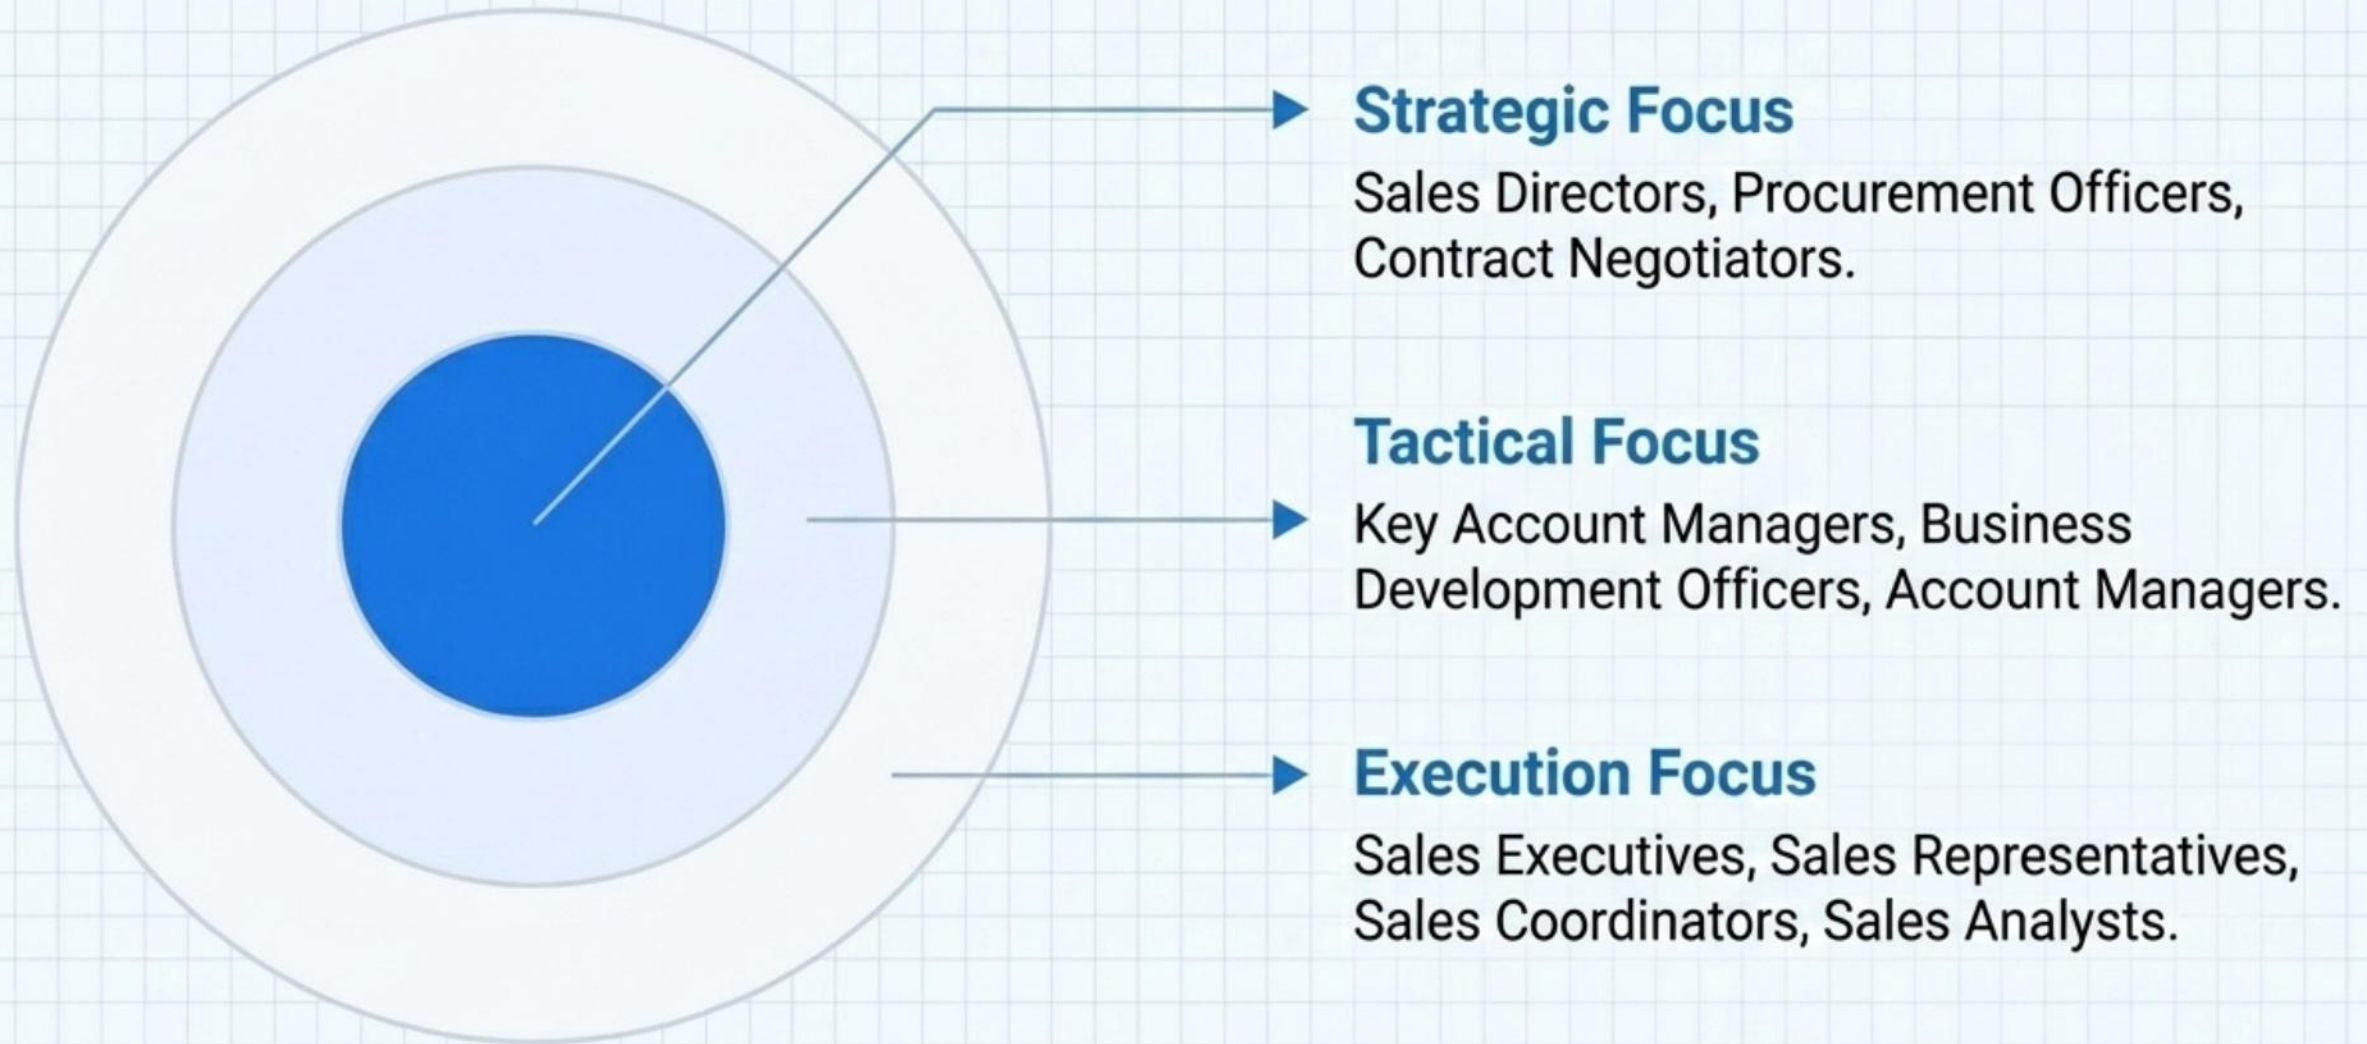 Strategic Focus
Sales Directors, Procurement Officers,
Contract Negotiators.
Tactical Focus
Key Account Managers, Business
Development Officers, Account Managers.
Execution Focus
Sales Executives, Sales Representatives,
Sales Coordinators, Sales Analysts.